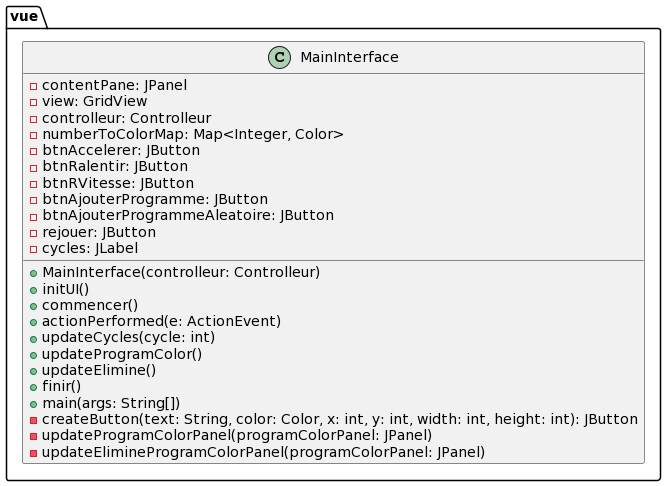 vue
C MainInterface
contentPane: JPanel
view: GridView
controlleur: Controlleur
numberToColorMap: Map<Integer, Color>
btnAccelerer: JButton
btnRalentir: JButton
btnRVitesse: JButton
btnAjouterProgramme: JButton
btnAjouterProgrammeAleatoire: JButton
rejouer: JButton
cycles: JLabel
MainInterface(controlleur: Controlleur)
initUI()
commencer()
actionPerformed(e: ActionEvent)
updateCycles(cycle: int)
updateProgramColor()
updateElimine()
finir()
main(args: String[])
createButton(text: String, color: Color, x: int, y: int, width: int, height: int): JButton
updateProgramColorPanel(programColorPanel: JPanel)
updateElimineProgramColorPanel(programColorPanel: JPanel)